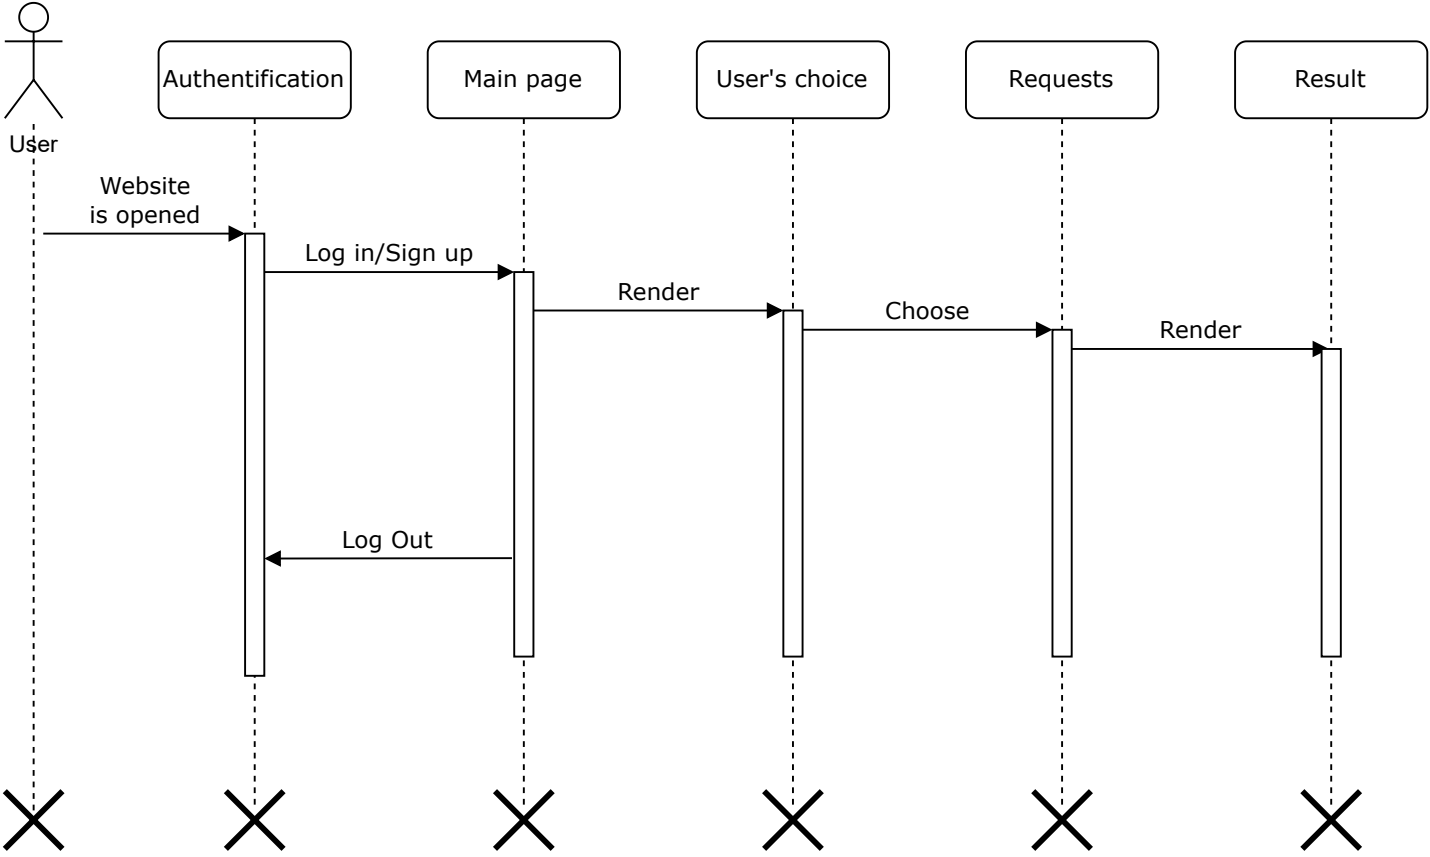 Authentification
Main page
User's choice
Requests
Result
User
Website
is opened
Log in/Sign up
Render
Choose
Render
Log Out